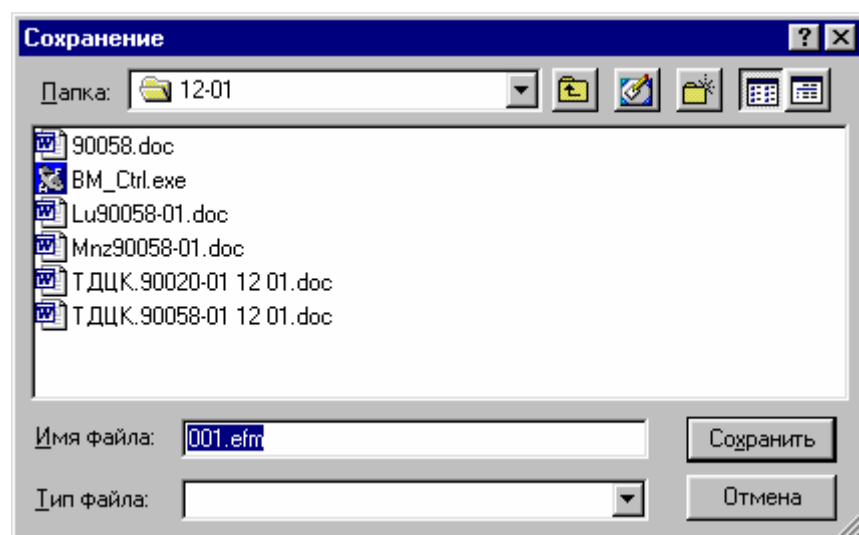 Сохранение
Папка: 12-01
90058.doc
BM_Ctrl.exe
Lu90058-01.doc
Mnz90058-01.doc
ТДЦК.90020-01 12 01.doc
ТДЦК.90058-01 12 01.doc
Имя файла: 001.efm Сохранить
Тип файла: Отмена